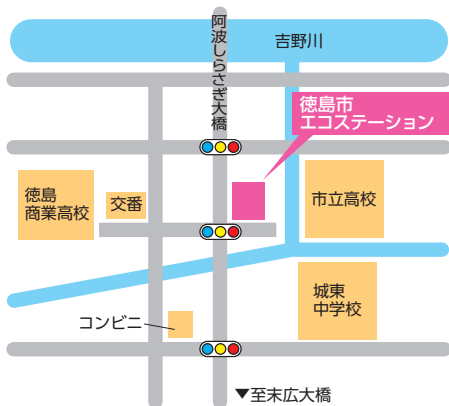 吉野川
阿波しらさぎ大橋
徳島市
エコステーション
徳島
商業高校
交番
市立高校
城東
中学校
コンビニ
▼至末広大橋